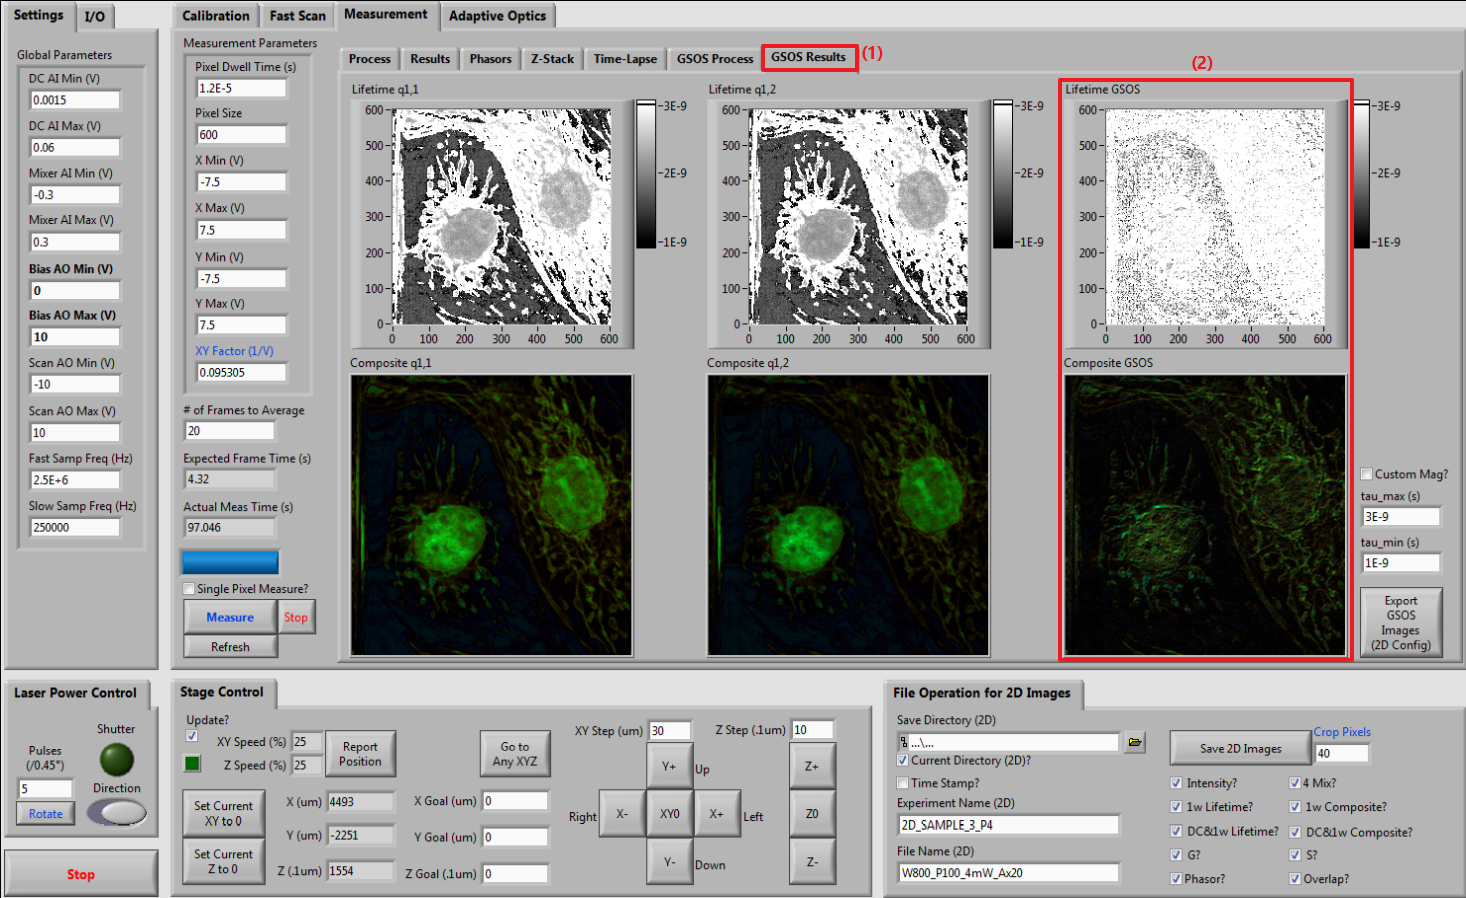 Settings
I/O
Global Parameters
DC AI Min (V)
0.0015
DC AI Max (V)
0.06
Mixer AI Min (V)
-0.3
Mixer AI Max (V)
0.3
Bias AO Min (V)
0
Bias AO Max (V)
10
Scan AO Min (V)
-10
Scan AO Max (V)
10
Fast Samp Freq (Hz)
2.5E+6
Slow Samp Freq (Hz)
250000
Calibration
Fast Scan
Measurement
Adaptive Optics
Measurement Parameters
Pixel Dwell Time (s)
1.2E-5
Pixel Size
600
X Min (V)
-7.5
X Max (V)
7.5
Y Min (V)
-7.5
Y Max (V)
7.5
XY Factor (1/V)
0.095305
# of Frames to Average
20
Expected Frame Time (s)
4.32
Actual Meas Time (s)
97.046
Single Pixel Measure?
Measure
Stop
Refresh
Process
Results
Phasors
Z-Stack
Time-Lapse
GSOS Process
GSOS Results
(1)
(2)
Lifetime q1,1
600
500
400
300
200
100
0
0 100 200 300 400 500 600
3E-9
2E-9
1E-9
Lifetime q1,2
600
500
400
300
200
100
0
0 100 200 300 400 500 600
3E-9
2E-9
1E-9
Lifetime GSOS
600
500
400
300
200
100
0
0 100 200 300 400 500 600
3E-9
2E-9
1E-9
Composite q1,1
Composite q1,2
Composite GSOS
Custom Mag?
tau_max (s)
3E-9
tau_min (s)
1E-9
Export
GSOS
Images
(2D Config)
Laser Power Control
Shutter
Pulses
(/0.45°)
5
Direction
Rotate
Stop
Stage Control
Update?
XY Speed (%) 25
Z Speed (%) 25
Report
Position
Go to
Any XYZ
Set Current
XY to 0
Set Current
Z to 0
X (um) 4493
Y (um) -2251
Z (.1um) 1554
X Goal (um) 0
Y Goal (um) 0
Z Goal (.1um) 0
XY Step (um) 30
Z Step (.1um) 10
Y+ Up
Right X- XY0 X+ Left
Y- Down
Z+
Z0
Z-
File Operation for 2D Images
Save Directory (2D)
...\...
Current Directory (2D)?
Time Stamp?
Experiment Name (2D)
2D_SAMPLE_3_P4
File Name (2D)
W800_P100_4mW_Ax20
Save 2D Images
Crop Pixels
40
Intensity? 4 Mix?
1w Lifetime? 1w Composite?
DC&1w Lifetime? DC&1w Composite?
G? S?
Phasor? Overlap?